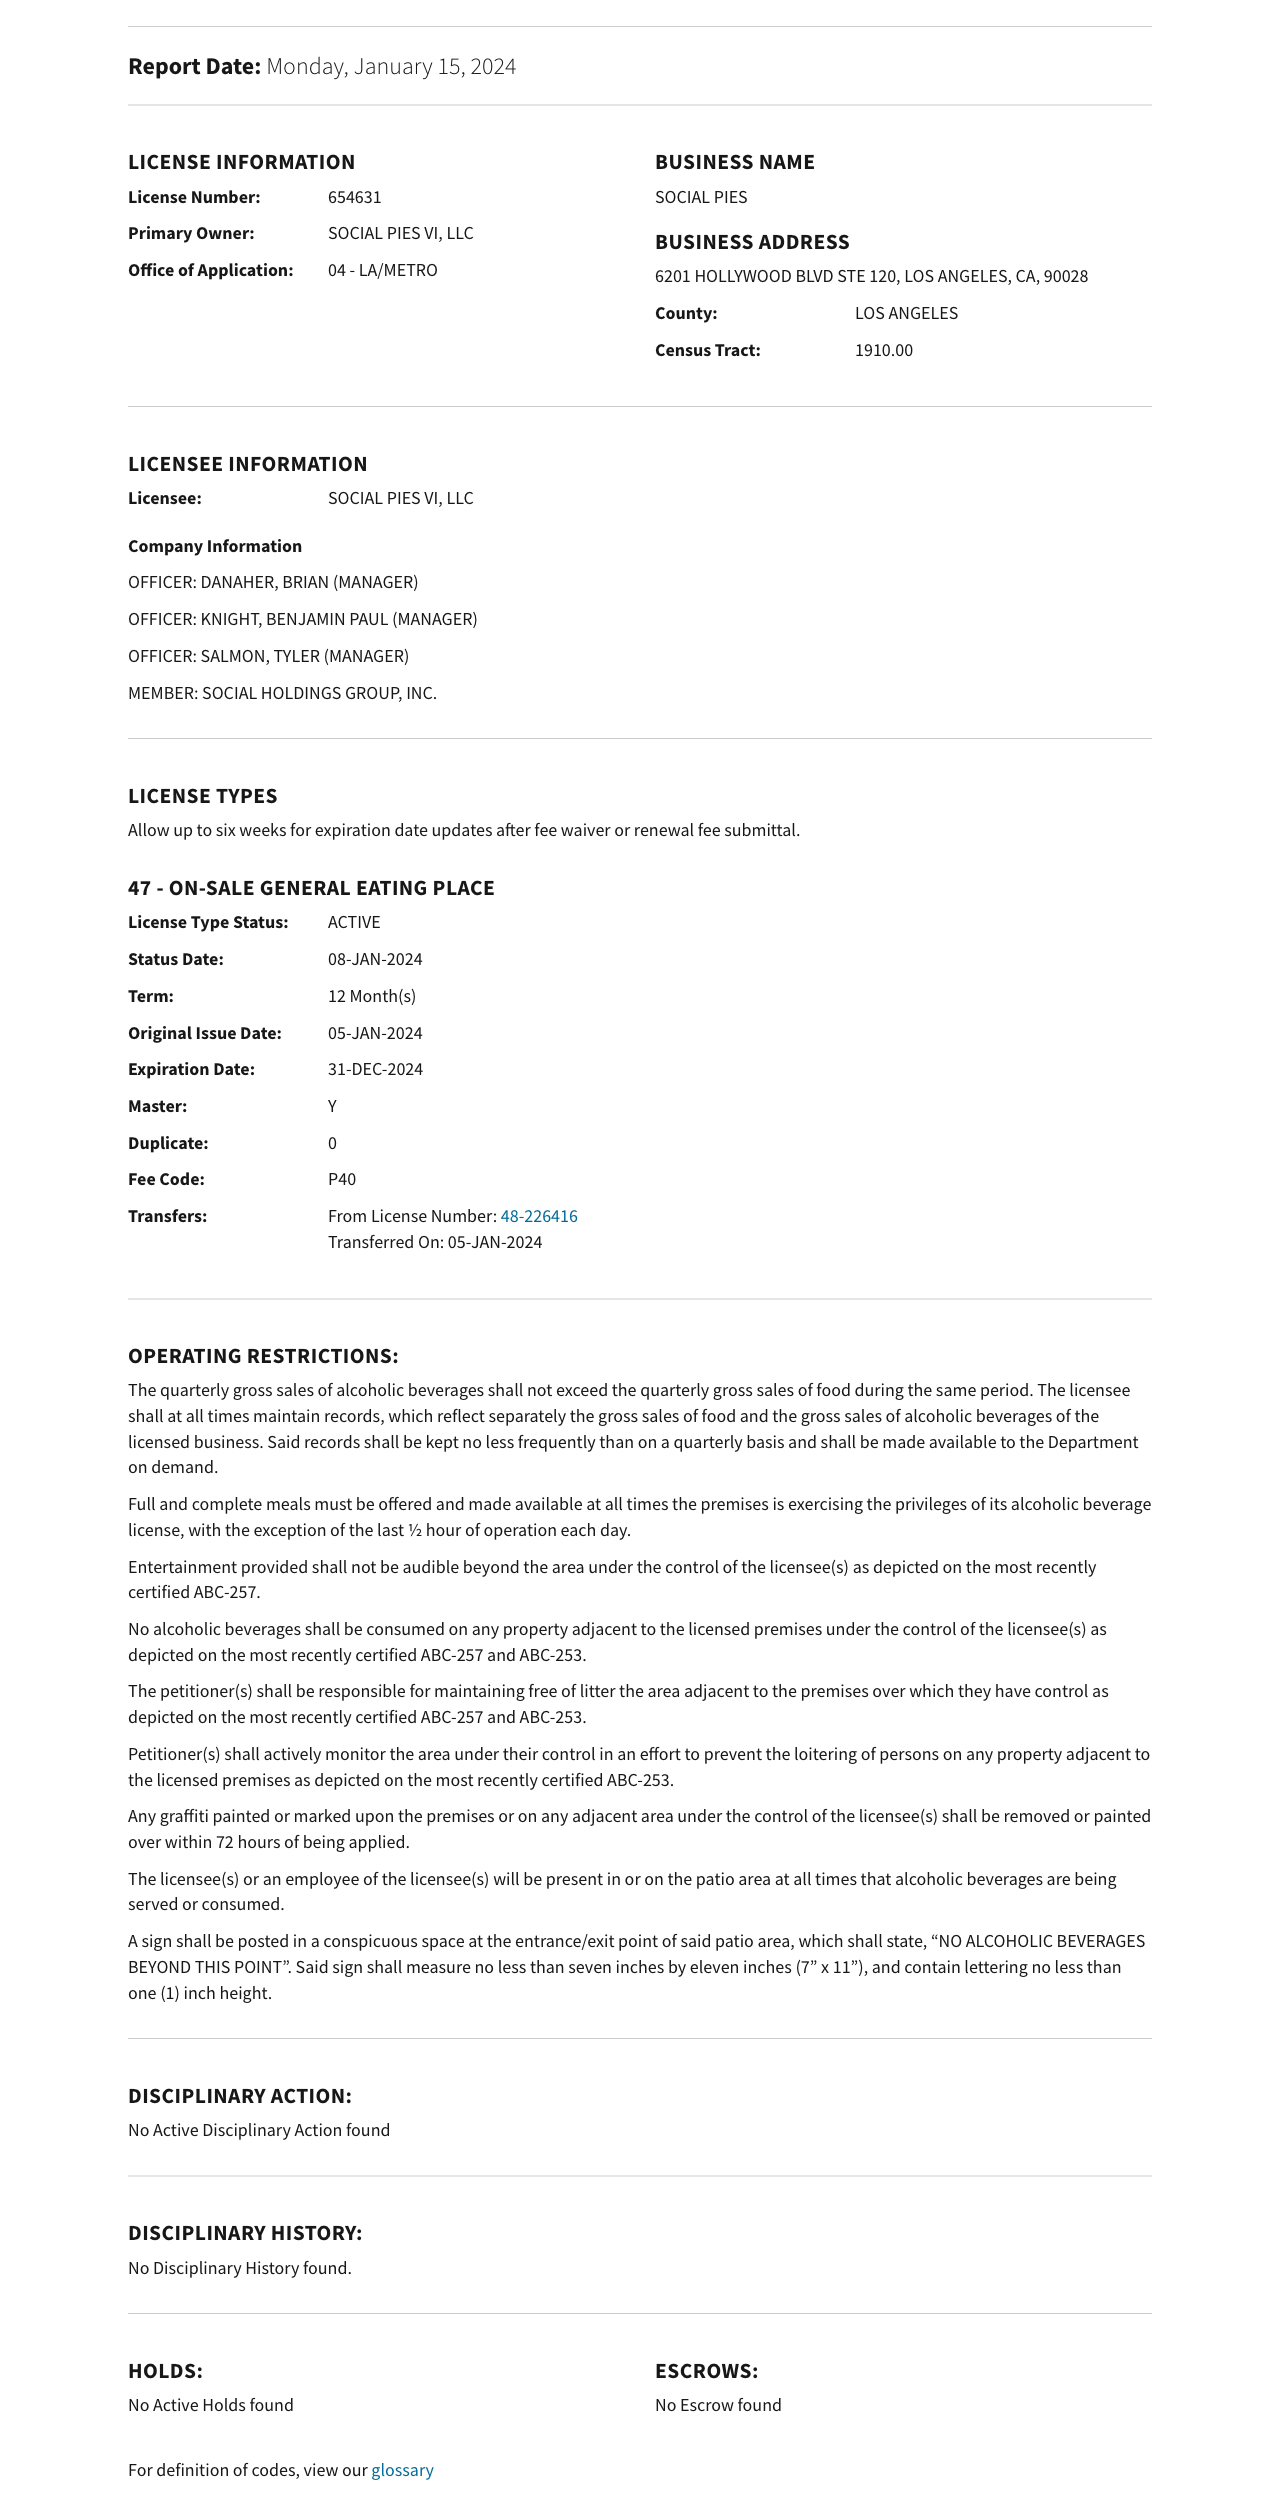 Report Date: Monday, January 15, 2024
LICENSE INFORMATION
License Number: 654631
Primary Owner: SOCIAL PIES VI, LLC
Office of Application: 04 - LA/METRO
BUSINESS NAME
SOCIAL PIES
BUSINESS ADDRESS
6201 HOLLYWOOD BLVD STE 120, LOS ANGELES, CA, 90028
County: LOS ANGELES
Census Tract: 1910.00
LICENSEE INFORMATION
Licensee: SOCIAL PIES VI, LLC
Company Information
OFFICER: DANAHER, BRIAN (MANAGER)
OFFICER: KNIGHT, BENJAMIN PAUL (MANAGER)
OFFICER: SALMON, TYLER (MANAGER)
MEMBER: SOCIAL HOLDINGS GROUP, INC.
LICENSE TYPES
Allow up to six weeks for expiration date updates after fee waiver or renewal fee submittal.
47 - ON-SALE GENERAL EATING PLACE
License Type Status: ACTIVE
Status Date: 08-JAN-2024
Term: 12 Month(s)
Original Issue Date: 05-JAN-2024
Expiration Date: 31-DEC-2024
Master: Y
Duplicate: 0
Fee Code: P40
Transfers: From License Number: 48-226416
Transferred On: 05-JAN-2024
OPERATING RESTRICTIONS:
The quarterly gross sales of alcoholic beverages shall not exceed the quarterly gross sales of food during the same period. The licensee
shall at all times maintain records, which reflect separately the gross sales of food and the gross sales of alcoholic beverages of the
licensed business. Said records shall be kept no less frequently than on a quarterly basis and shall be made available to the Department
on demand.
Full and complete meals must be offered and made available at all times the premises is exercising the privileges of its alcoholic beverage
license, with the exception of the last ½ hour of operation each day.
Entertainment provided shall not be audible beyond the area under the control of the licensee(s) as depicted on the most recently
certified ABC-257.
No alcoholic beverages shall be consumed on any property adjacent to the licensed premises under the control of the licensee(s) as
depicted on the most recently certified ABC-257 and ABC-253.
The petitioner(s) shall be responsible for maintaining free of litter the area adjacent to the premises over which they have control as
depicted on the most recently certified ABC-257 and ABC-253.
Petitioner(s) shall actively monitor the area under their control in an effort to prevent the loitering of persons on any property adjacent to
the licensed premises as depicted on the most recently certified ABC-253.
Any graffiti painted or marked upon the premises or on any adjacent area under the control of the licensee(s) shall be removed or painted
over within 72 hours of being applied.
The licensee(s) or an employee of the licensee(s) will be present in or on the patio area at all times that alcoholic beverages are being
served or consumed.
A sign shall be posted in a conspicuous space at the entrance/exit point of said patio area, which shall state, “NO ALCOHOLIC BEVERAGES
BEYOND THIS POINT”. Said sign shall measure no less than seven inches by eleven inches (7” x 11”), and contain lettering no less than
one (1) inch height.
DISCIPLINARY ACTION:
No Active Disciplinary Action found
DISCIPLINARY HISTORY:
No Disciplinary History found.
HOLDS:
No Active Holds found
ESCROWS:
No Escrow found
For definition of codes, view our glossary